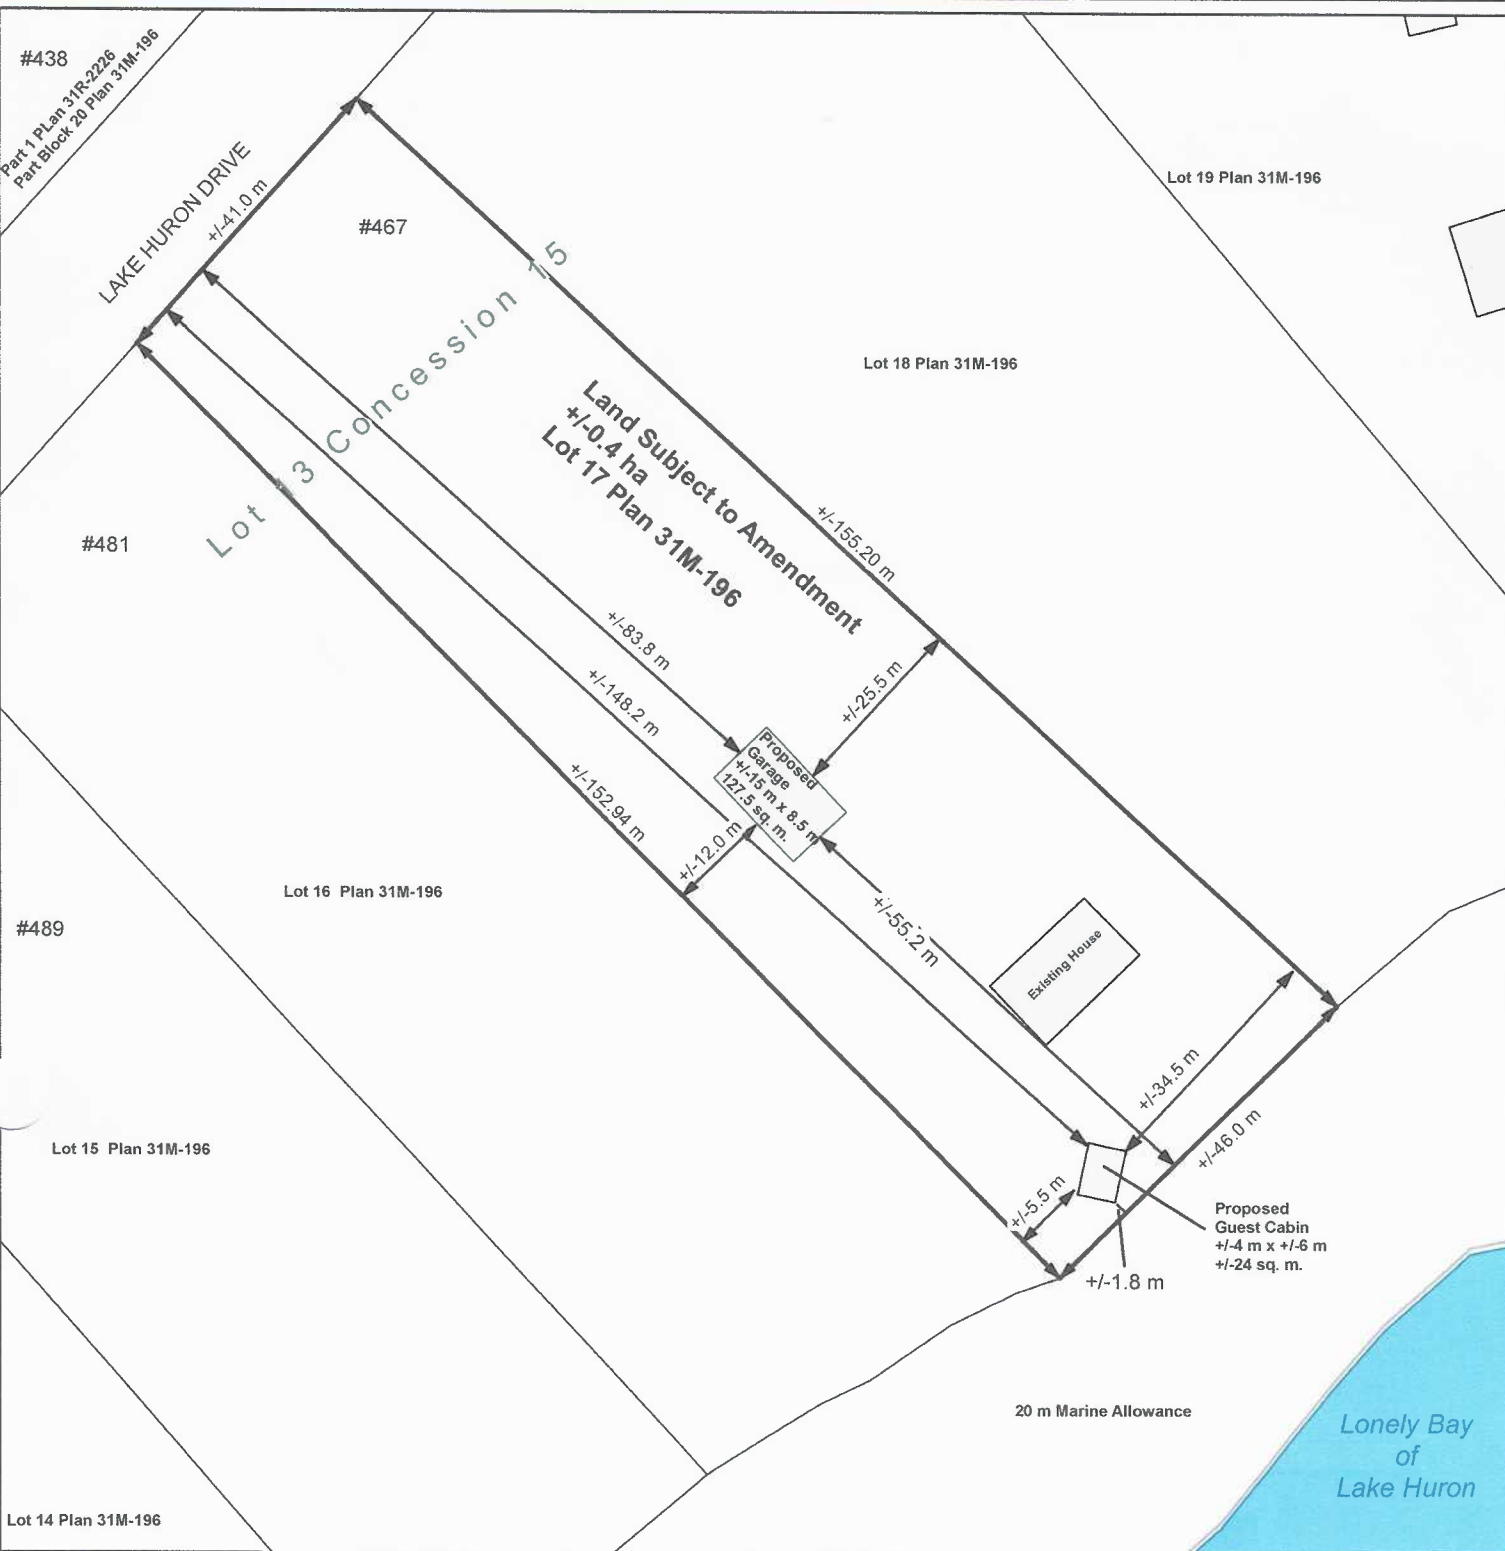 #438
Part 1 PLan 31R-2226
Part Block 20 Plan 31M-196
LAKE HURON DRIVE
+/-41.0 m
#467
Lot 19 Plan 31M-196
Lot 13 Concession 15
Lot 18 Plan 31M-196
Land Subject to Amendment
+/-0.4 ha
Lot 17 Plan 31M-196
+/-155.20 m
#481
+/-83.8 m
+/-148.2 m
+/-25.5 m
+/-152.94 m
Proposed
Garage
+/-15 m x 8.5 m
127.5 sq. m.
+/-12.0 m
Lot 16 Plan 31M-196
#489
+/-55.2 m
Existing House
+/-34.5 m
+/-46.0 m
Lot 15 Plan 31M-196
+/-5.5 m
Proposed
Guest Cabin
+/-4 m x +/-6 m
+/-24 sq. m.
+/-1.8 m
20 m Marine Allowance
Lonely Bay
of
Lake Huron
Lot 14 Plan 31M-196